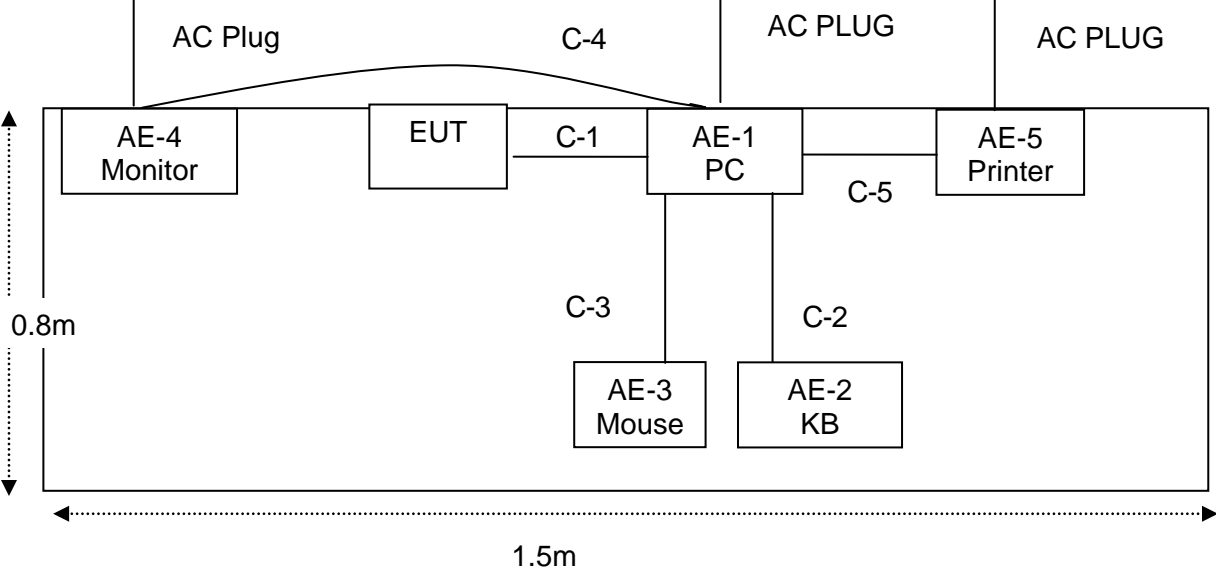 AC Plug
C-4
AC PLUG
AC PLUG
AE-4
Monitor
EUT
C-1
AE-1
PC
C-5
AE-5
Printer
C-3
C-2
0.8m
AE-3
Mouse
AE-2
KB
1.5m